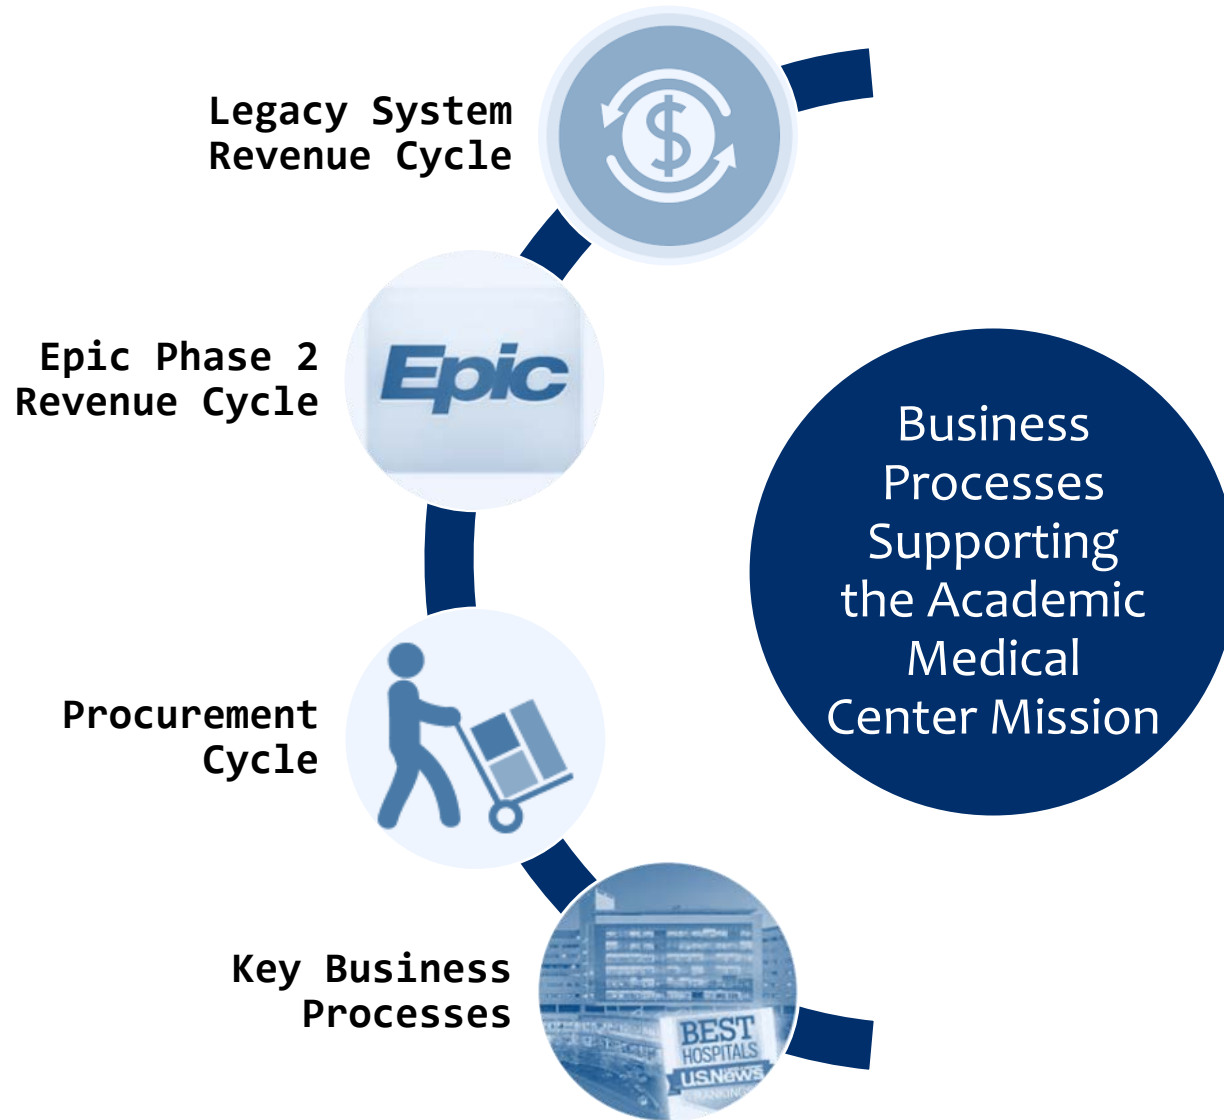 Legacy System
Revenue Cycle
Epic Phase 2
Revenue Cycle
Epic
Procurement
Cycle
Key Business
Processes
BEST
HOSPITALS
U.S.News
RANKINGS
Business
Processes
Supporting
the Academic
Medical
Center Mission